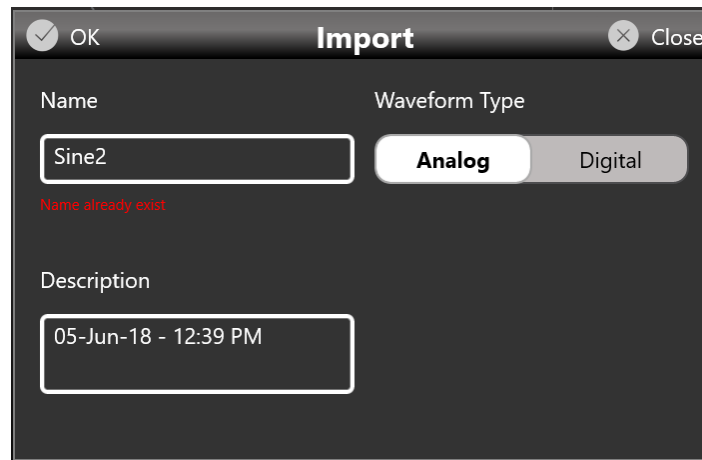 OK
Import
Close
Name
Waveform Type
Sine2
Analog
Digital
Name already exist
Description
05-Jun-18 - 12:39 PM